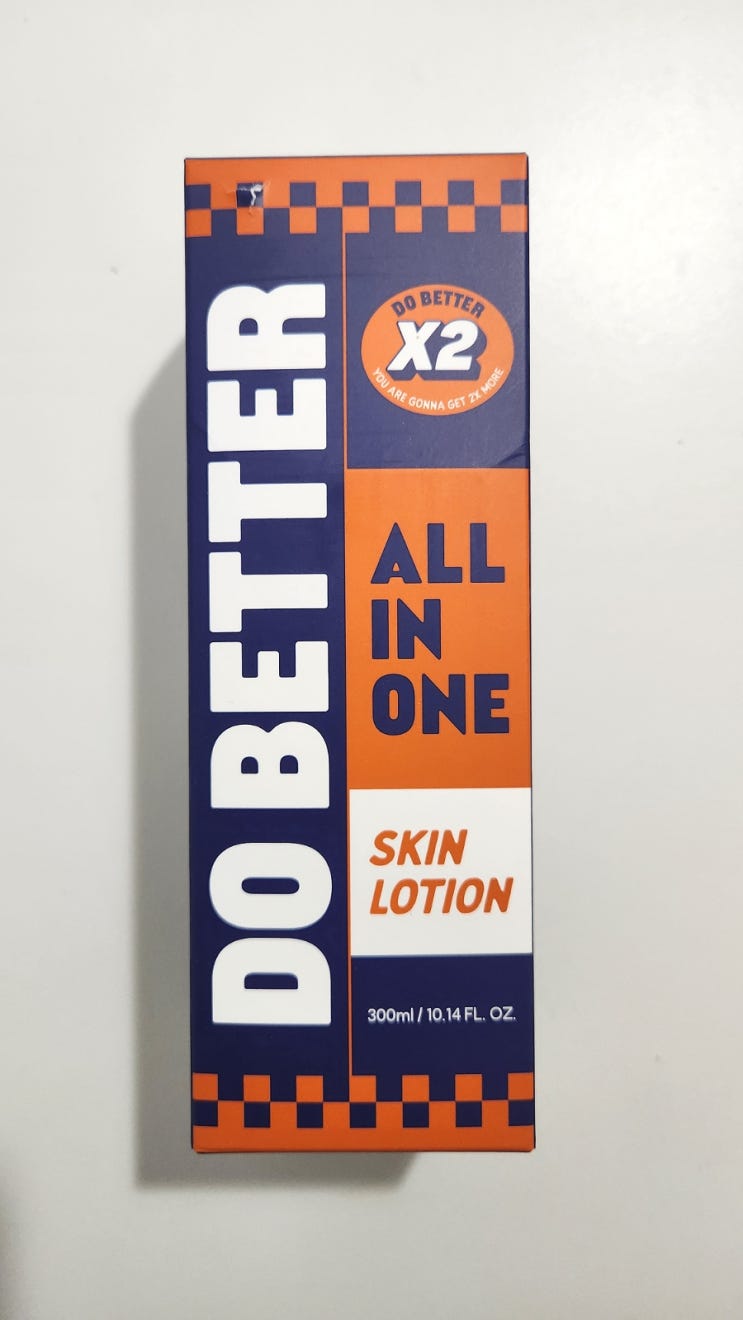 DO BETTER
DO BETTER
X2
YOU ARE GONNA GET 2X MORE
ALL
IN
ONE
SKIN
LOTION
300ml / 10.14 FL. OZ.